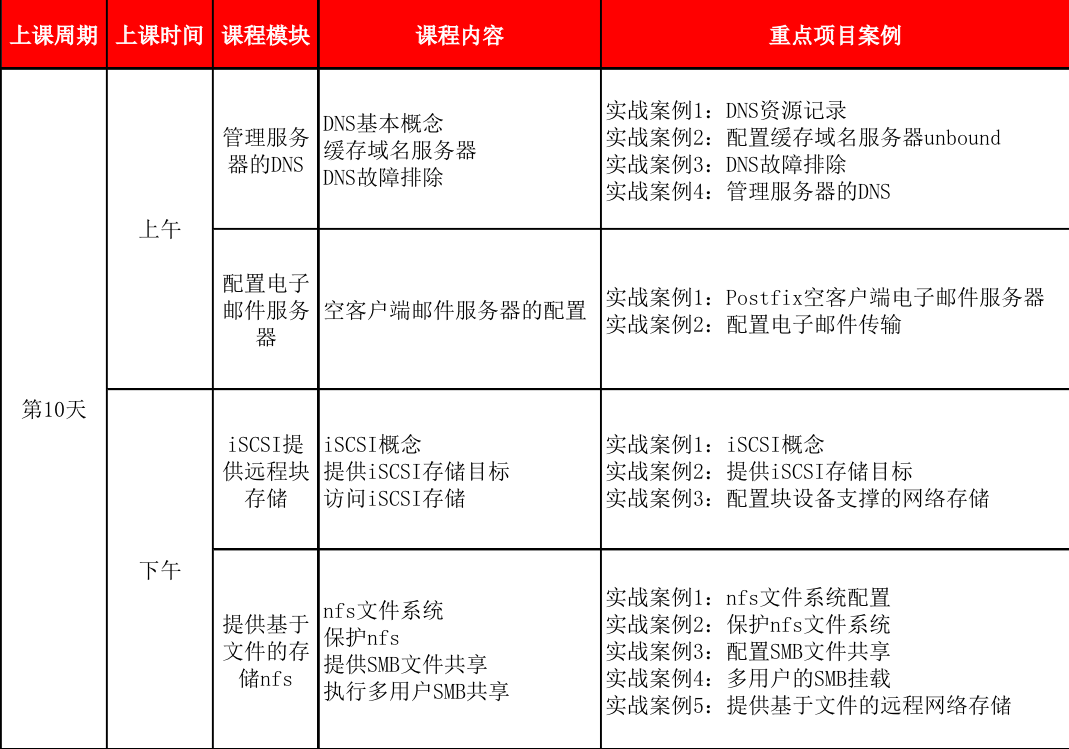 上课周期 上课时间 课程模块 课程内容 重点项目案例
第10天
上午
管理服务
器的DNS
DNS基本概念
缓存域名服务器
DNS故障排除
实战案例1：DNS资源记录
实战案例2：配置缓存域名服务器unbound
实战案例3：DNS故障排除
实战案例4：管理服务器的DNS
配置电子
邮件服务
器
空客户端邮件服务器的配置
实战案例1：Postfix空客户端电子邮件服务器
实战案例2：配置电子邮件传输
下午
iSCSI提
供远程块
存储
iSCSI概念
提供iSCSI存储目标
访问iSCSI存储
实战案例1：iSCSI概念
实战案例2：提供iSCSI存储目标
实战案例3：配置块设备支撑的网络存储
提供基于
文件的存
储nfs
nfs文件系统
保护nfs
提供SMB文件共享
执行多用户SMB共享
实战案例1：nfs文件系统配置
实战案例2：保护nfs文件系统
实战案例3：配置SMB文件共享
实战案例4：多用户的SMB挂载
实战案例5：提供基于文件的远程网络存储